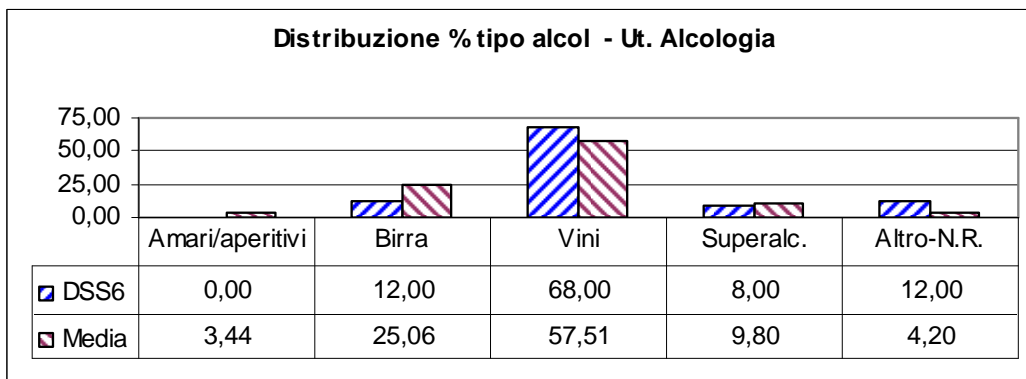 Distribuzione % tipo alcol - Ut. Alcologia
75,00
50,00
25,00
0,00
Amari/aperitivi Birra Vini Superalc. Altro-N.R.
DSS6 0,00 12,00 68,00 8,00 12,00
Media 3,44 25,06 57,51 9,80 4,20